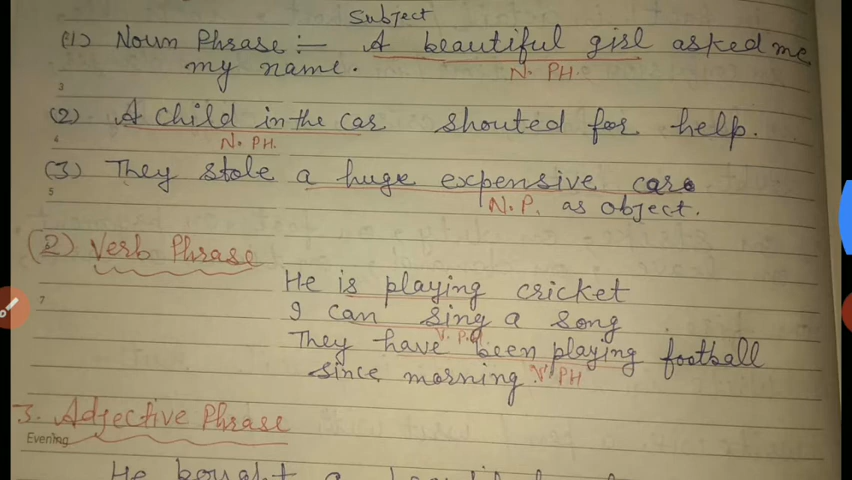 Subject
(1) Noun Phrase :- A beautiful girl asked me
N. PH.
my name.
3
(2) A child in the car shouted for help.
4
N. PH.
(3) They stole a huge expensive car.
5
N.P. as object.
(2) Verb Phrase
He is playing cricket
7
I can sing a song
V. P.
They have been playing football
since morning. V. PH
3. Adjective Phrase
Evening
He bought a